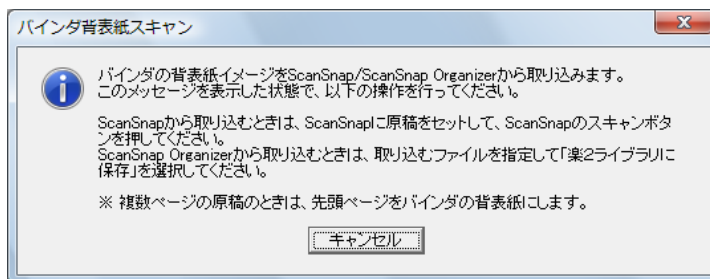 バインダ背表紙スキャン
バインダの背表紙イメージをScanSnap/ScanSnap Organizerから取り込みます。
このメッセージを表示した状態で、以下の操作を行ってください。
ScanSnapから取り込むときは、ScanSnapに原稿をセットして、ScanSnapのスキャンボタ
ンを押してください。
ScanSnap Organizerから取り込むときは、取り込むファイルを指定して「楽2ライブラリに
保存」を選択してください。
※ 複数ページの原稿のときは、先頭ページをバインダの背表紙にします。
キャンセル